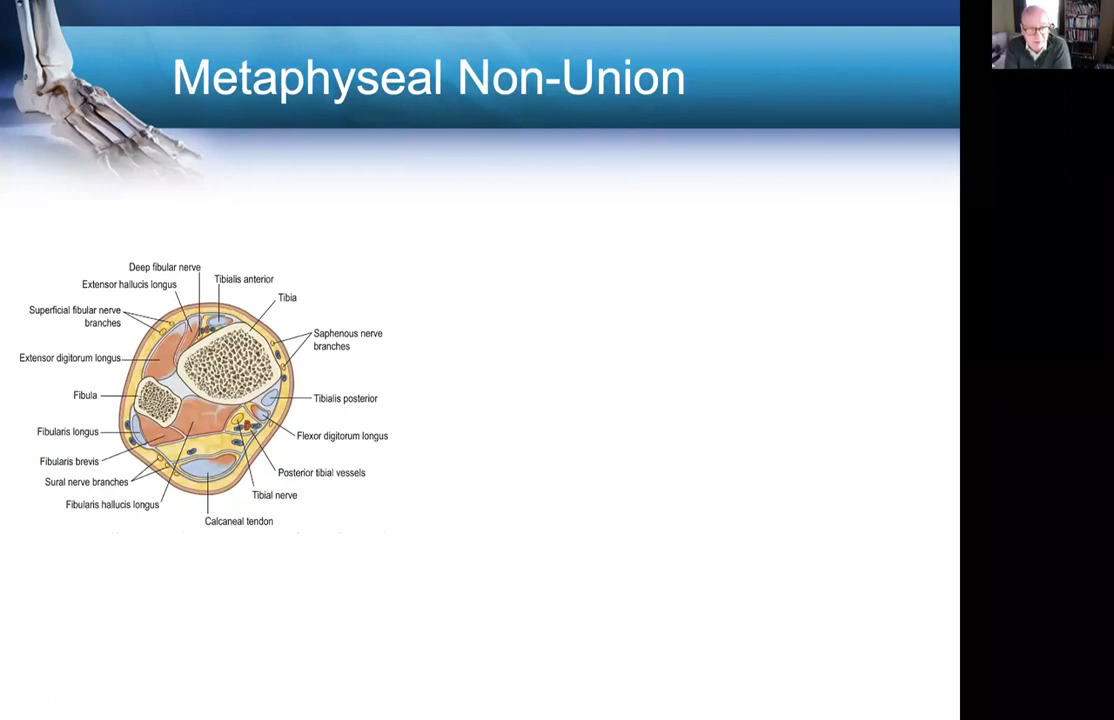 Metaphyseal Non-Union
Deep fibular nerve
Tibialis anterior
Extensor hallucis longus
Tibia
Superficial fibular nerve
branches
Saphenous nerve
branches
Extensor digitorum longus
Fibula
Tibialis posterior
Fibularis longus
Flexor digitorum longus
Fibularis brevis
Posterior tibial vessels
Sural nerve branches
Tibial nerve
Fibularis hallucis longus
Calcaneal tendon